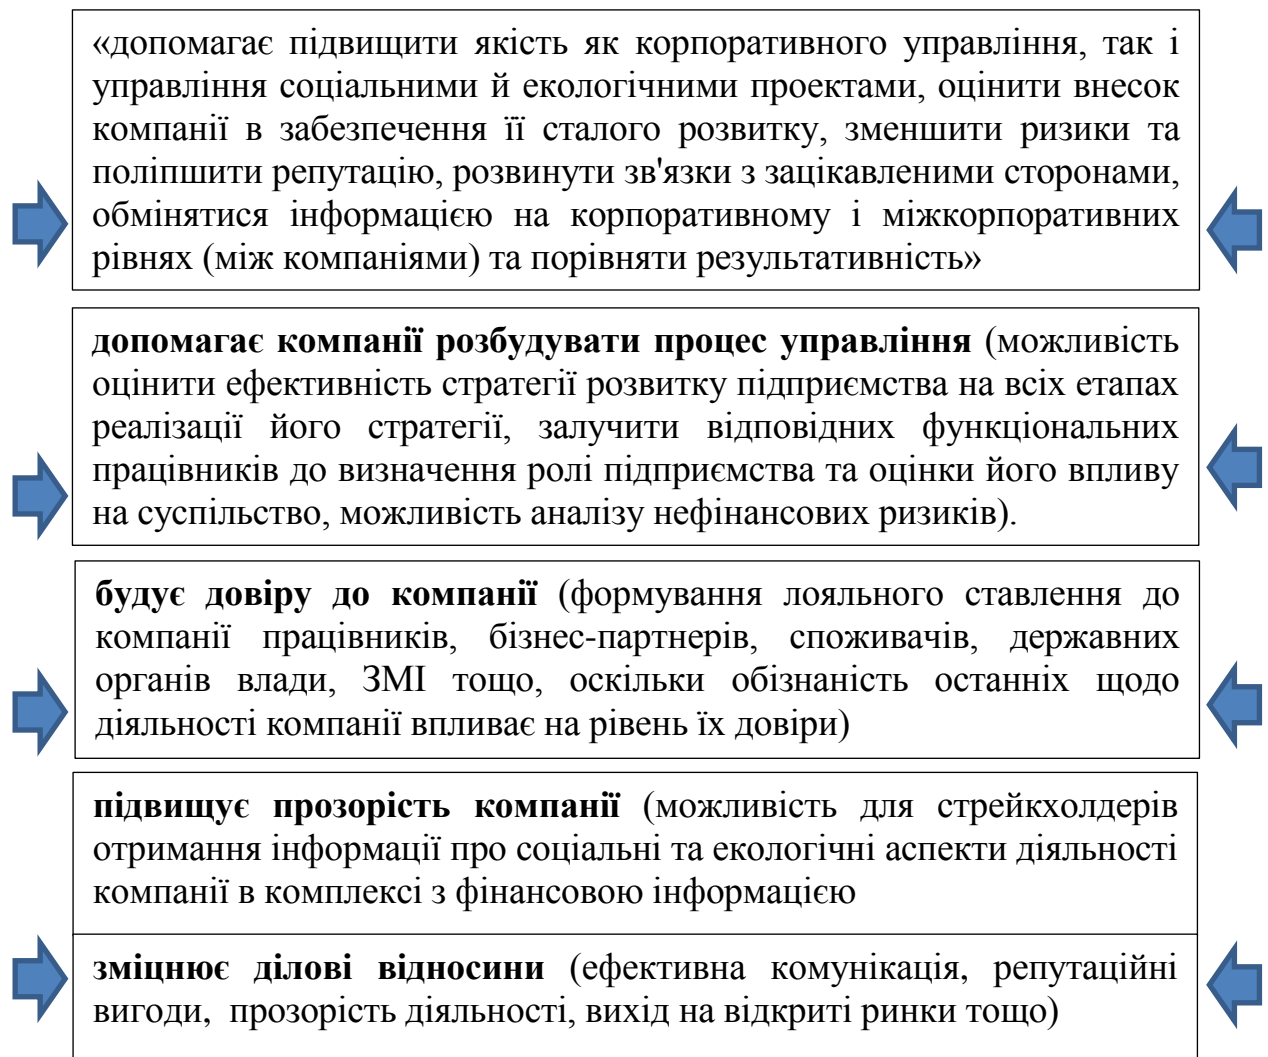 «допомагає підвищити якість як корпоративного управління, так і
управління соціальними й екологічними проектами, оцінити внесок
компанії в забезпечення її сталого розвитку, зменшити ризики та
поліпшити репутацію, розвинути зв'язки з зацікавленими сторонами,
обмінятися інформацією на корпоративному і міжкорпоративних
рівнях (між компаніями) та порівняти результативність»
допомагає компанії розбудувати процес управління (можливість
оцінити ефективність стратегії розвитку підприємства на всіх етапах
реалізації його стратегії, залучити відповідних функціональних
працівників до визначення ролі підприємства та оцінки його впливу
на суспільство, можливість аналізу нефінансових ризиків).
будує довіру до компанії (формування лояльного ставлення до
компанії працівників, бізнес-партнерів, споживачів, державних
органів влади, ЗМІ тощо, оскільки обізнаність останніх щодо
діяльності компанії впливає на рівень їх довіри)
підвищує прозорість компанії (можливість для стрейкхолдерів
отримання інформації про соціальні та екологічні аспекти діяльності
компанії в комплексі з фінансовою інформацією
зміцнює ділові відносини (ефективна комунікація, репутаційні
вигоди, прозорість діяльності, вихід на відкриті ринки тощо)